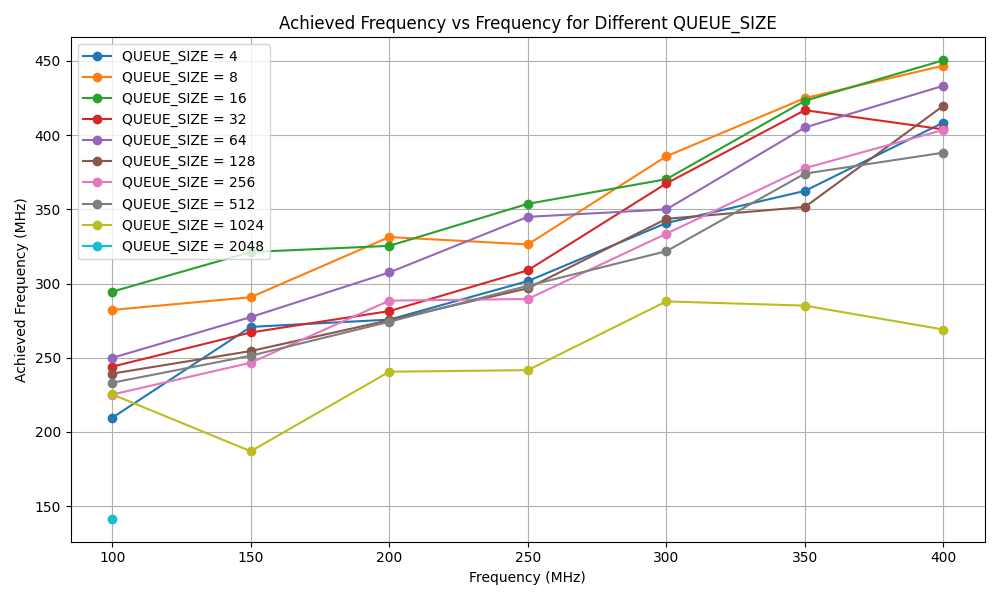 Achieved Frequency vs Frequency for Different QUEUE_SIZE
QUEUE_SIZE = 4
QUEUE_SIZE = 8
QUEUE_SIZE = 16
QUEUE_SIZE = 32
QUEUE_SIZE = 64
QUEUE_SIZE = 128
QUEUE_SIZE = 256
QUEUE_SIZE = 512
QUEUE_SIZE = 1024
QUEUE_SIZE = 2048
Achieved Frequency (MHz)
450
400
350
300
250
200
150
100 150 200 250 300 350 400
Frequency (MHz)